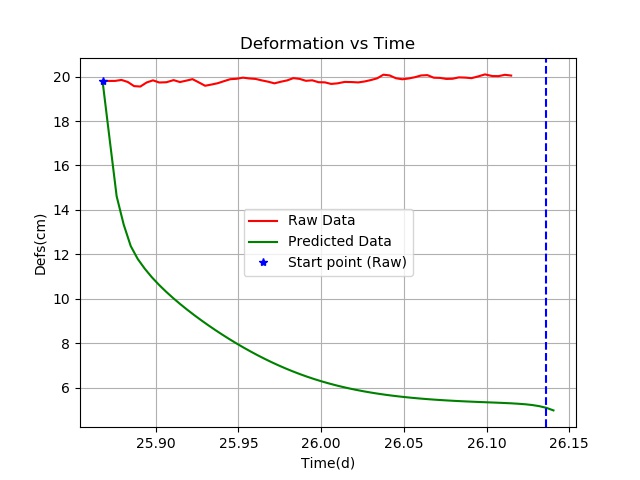 Deformation vs Time
Defs(cm)
20
18
16
14
12
10
8
6
Raw Data
Predicted Data
Start point (Raw)
25.90 25.95 26.00 26.05 26.10 26.15
Time(d)